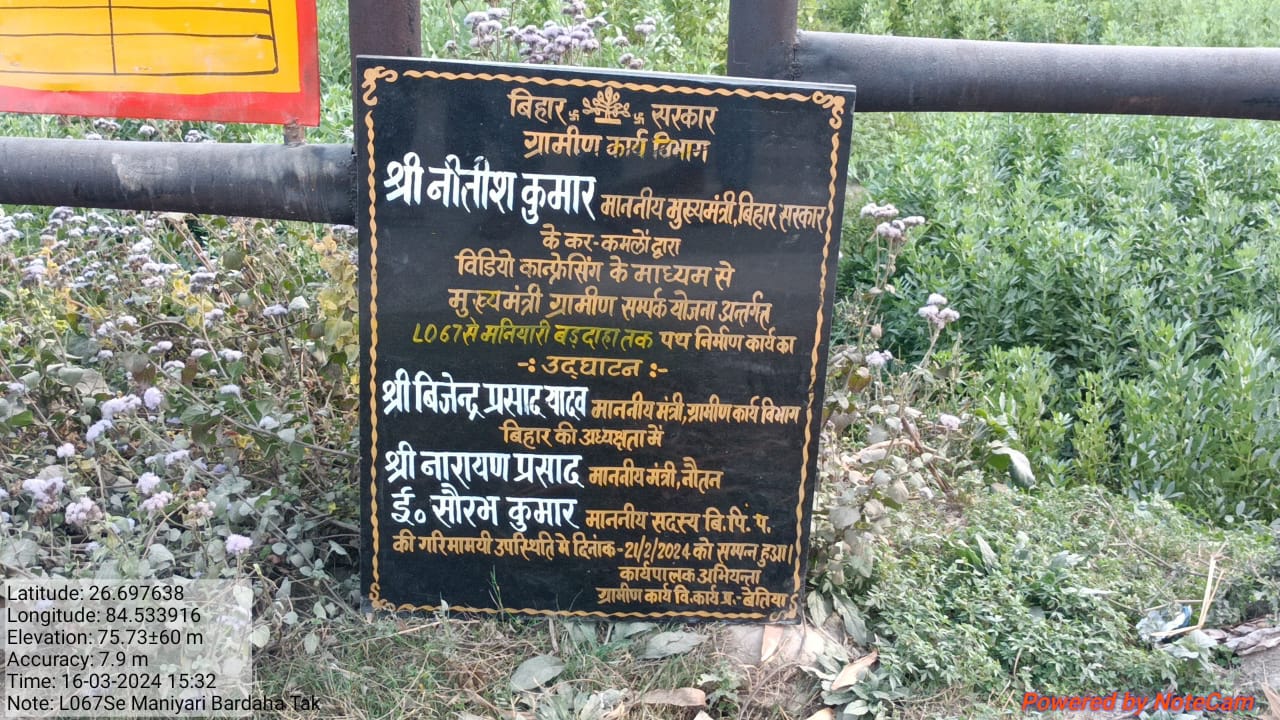 बिहार सरकार
ग्रामीण कार्य विभाग
श्री नीतीश कुमार माननीय मुख्यमंत्री, बिहार सरकार
के कर-कमलों द्वारा
विडियो कान्फ्रेसिंग के माध्यम से
मुख्य मंत्री ग्रामीण सम्पर्क योजना अन्तर्गत
L067 से मनियारी बड़दाहा तक पथ निर्माण कार्य का
-: उद्घाटन :-
श्री बिजेन्द्र प्रसाद यादव माननीय मंत्री, ग्रामीण कार्य विभाग
बिहार की अध्यक्षता में
श्री नारायण प्रसाद माननीय मंत्री, नौतन
ई० सौरभ कुमार माननीय सदस्य बि. पि. प.
की गरिमामयी उपस्थिति मे दिनांक-21/2/2024 को सम्पन्न हुआ।
कार्यपालक अभियन्ता
ग्रामीण कार्य वि. कार्य प्र.- बेतिया
Latitude: 26.697638
Longitude: 84.533916
Elevation: 75.73±60 m
Accuracy: 7.9 m
Time: 16-03-2024 15:32
Note: L067Se Maniyari Bardaha Tak
Powered by NoteCam